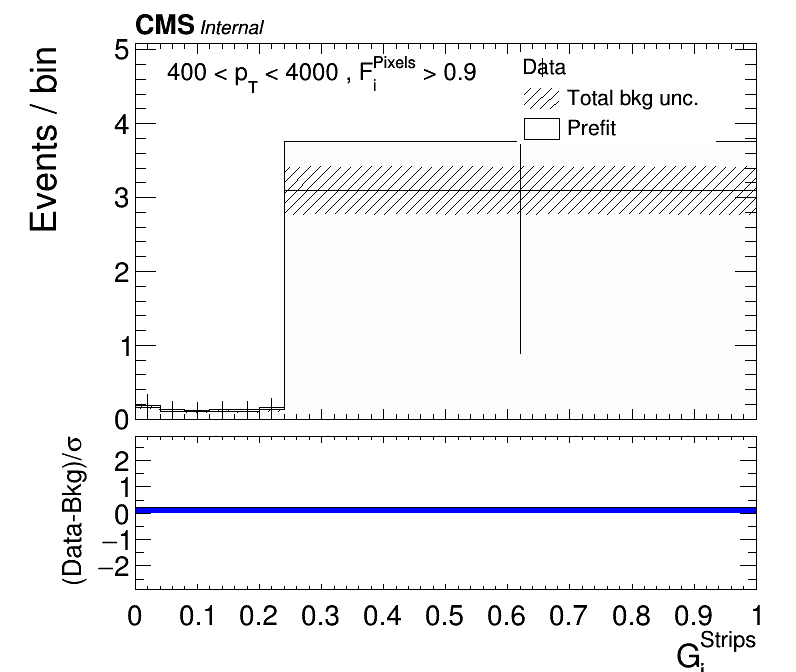 CMS Internal
400 < p_T < 4000 , F_i^Pixels > 0.9
Data
Total bkg unc.
Prefit
Events / bin
5
4
3
2
1
0
(Data-Bkg)/σ
2
1
0
−1
−2
0 0.1 0.2 0.3 0.4 0.5 0.6 0.7 0.8 0.9 1
G_i^Strips